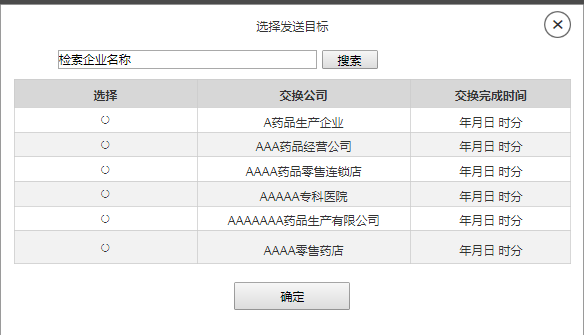 选择发送目标
检索企业名称 搜索
选择 交换公司 交换完成时间
A药品生产企业 年月日 时分
AAA药品经营公司 年月日 时分
AAAA药品零售连锁店 年月日 时分
AAAAA专科医院 年月日 时分
AAAAAAA药品生产有限公司 年月日 时分
AAAA零售药店 年月日 时分
确定